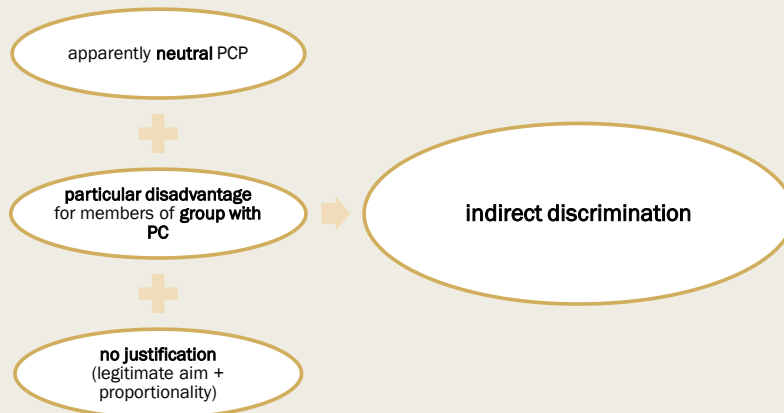 apparently neutral PCP
particular disadvantage
for members of group with
PC
indirect discrimination
no justification
(legitimate aim +
proportionality)